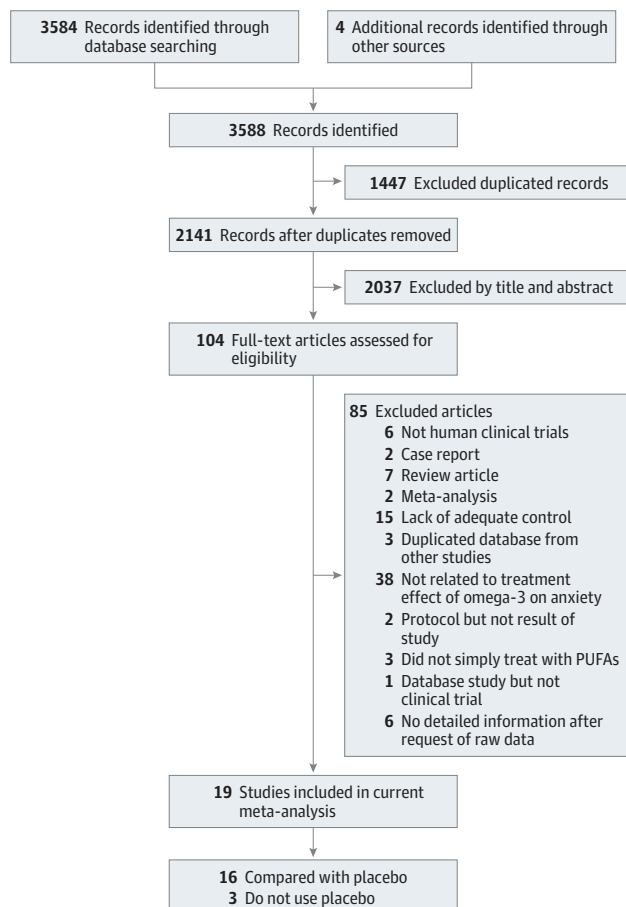 3584 Records identified through
database searching
4 Additional records identified through
other sources
3588 Records identified
1447 Excluded duplicated records
2141 Records after duplicates removed
2037 Excluded by title and abstract
104 Full-text articles assessed for
eligibility
85 Excluded articles
6 Not human clinical trials
2 Case report
7 Review article
2 Meta-analysis
15 Lack of adequate control
3 Duplicated database from
other studies
38 Not related to treatment
effect of omega-3 on anxiety
2 Protocol but not result of
study
3 Did not simply treat with PUFAs
1 Database study but not
clinical trial
6 No detailed information after
request of raw data
19 Studies included in current
meta-analysis
16 Compared with placebo
3 Do not use placebo